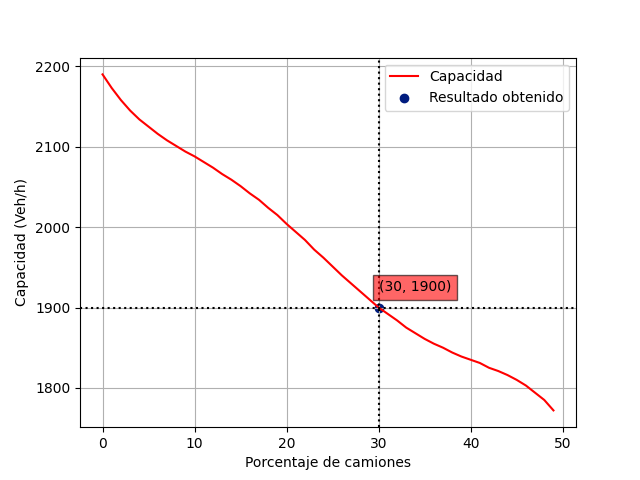 2200
2100
2000
1900
1800
Capacidad (Veh/h)
Capacidad
Resultado obtenido
(30, 1900)
0 10 20 30 40 50
Porcentaje de camiones